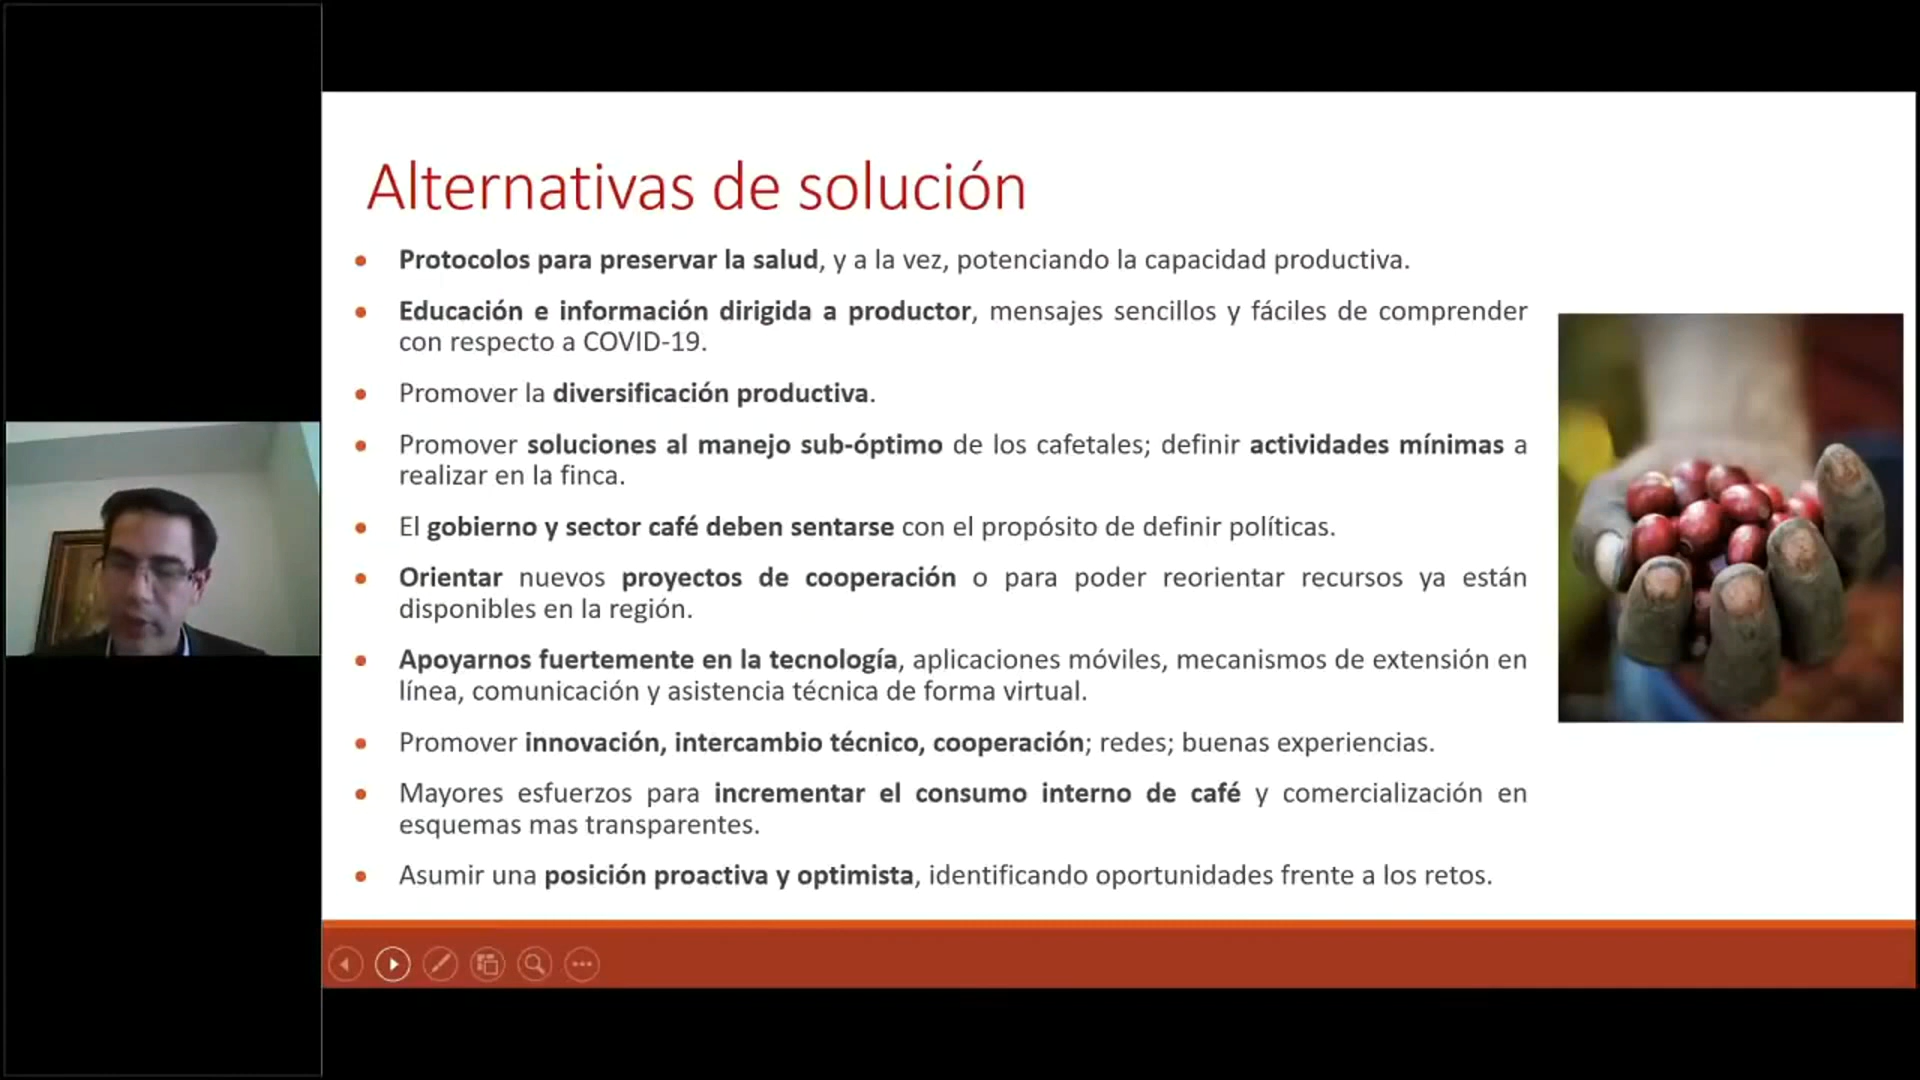 Alternativas de solución
Protocolos para preservar la salud, y a la vez, potenciando la capacidad productiva.
Educación e información dirigida a productor, mensajes sencillos y fáciles de comprender
con respecto a COVID-19.
Promover la diversificación productiva.
Promover soluciones al manejo sub-óptimo de los cafetales; definir actividades mínimas a
realizar en la finca.
El gobierno y sector café deben sentarse con el propósito de definir políticas.
Orientar nuevos proyectos de cooperación o para poder reorientar recursos ya están
disponibles en la región.
Apoyarnos fuertemente en la tecnología, aplicaciones móviles, mecanismos de extensión en
línea, comunicación y asistencia técnica de forma virtual.
Promover innovación, intercambio técnico, cooperación; redes; buenas experiencias.
Mayores esfuerzos para incrementar el consumo interno de café y comercialización en
esquemas mas transparentes.
Asumir una posición proactiva y optimista, identificando oportunidades frente a los retos.